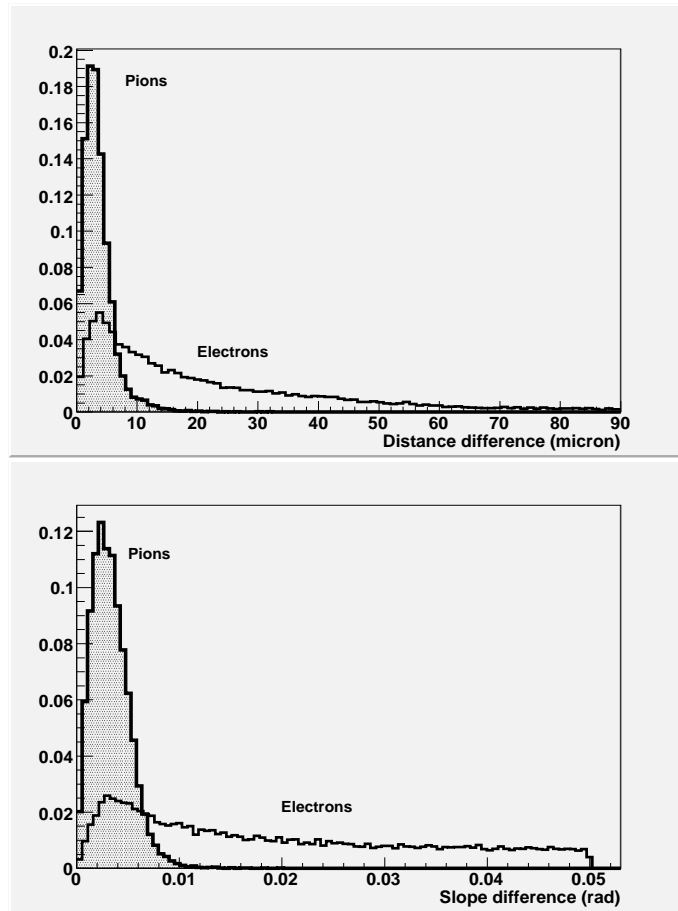 0.2
0.18
Pions
0.16
0.14
0.12
0.1
0.08
0.06
0.04
Electrons
0.02
0
0 10 20 30 40 50 60 70 80 90
Distance difference (micron)
0.12
Pions
0.1
0.08
0.06
0.04
0.02
Electrons
0
0 0.01 0.02 0.03 0.04 0.05
Slope difference (rad)